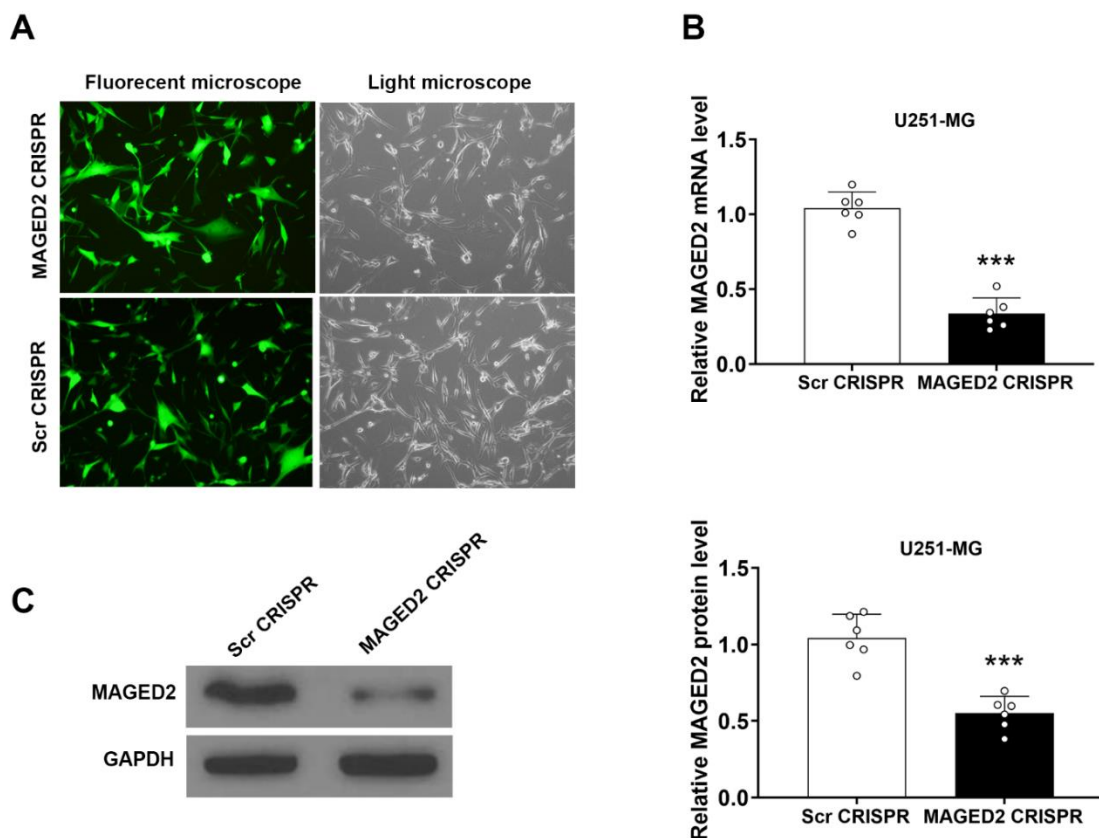 A
Fluorecent microscope
Light microscope
MAGED2 CRISPR
Scr CRISPR
B
U251-MG
Relative MAGED2 mRNA level
1.5
1.0
0.5
0.0
***
Scr CRISPR
MAGED2 CRISPR
C
Scr CRISPR
MAGED2 CRISPR
MAGED2
GAPDH
U251-MG
Relative MAGED2 protein level
1.5
1.0
0.5
0.0
***
Scr CRISPR
MAGED2 CRISPR